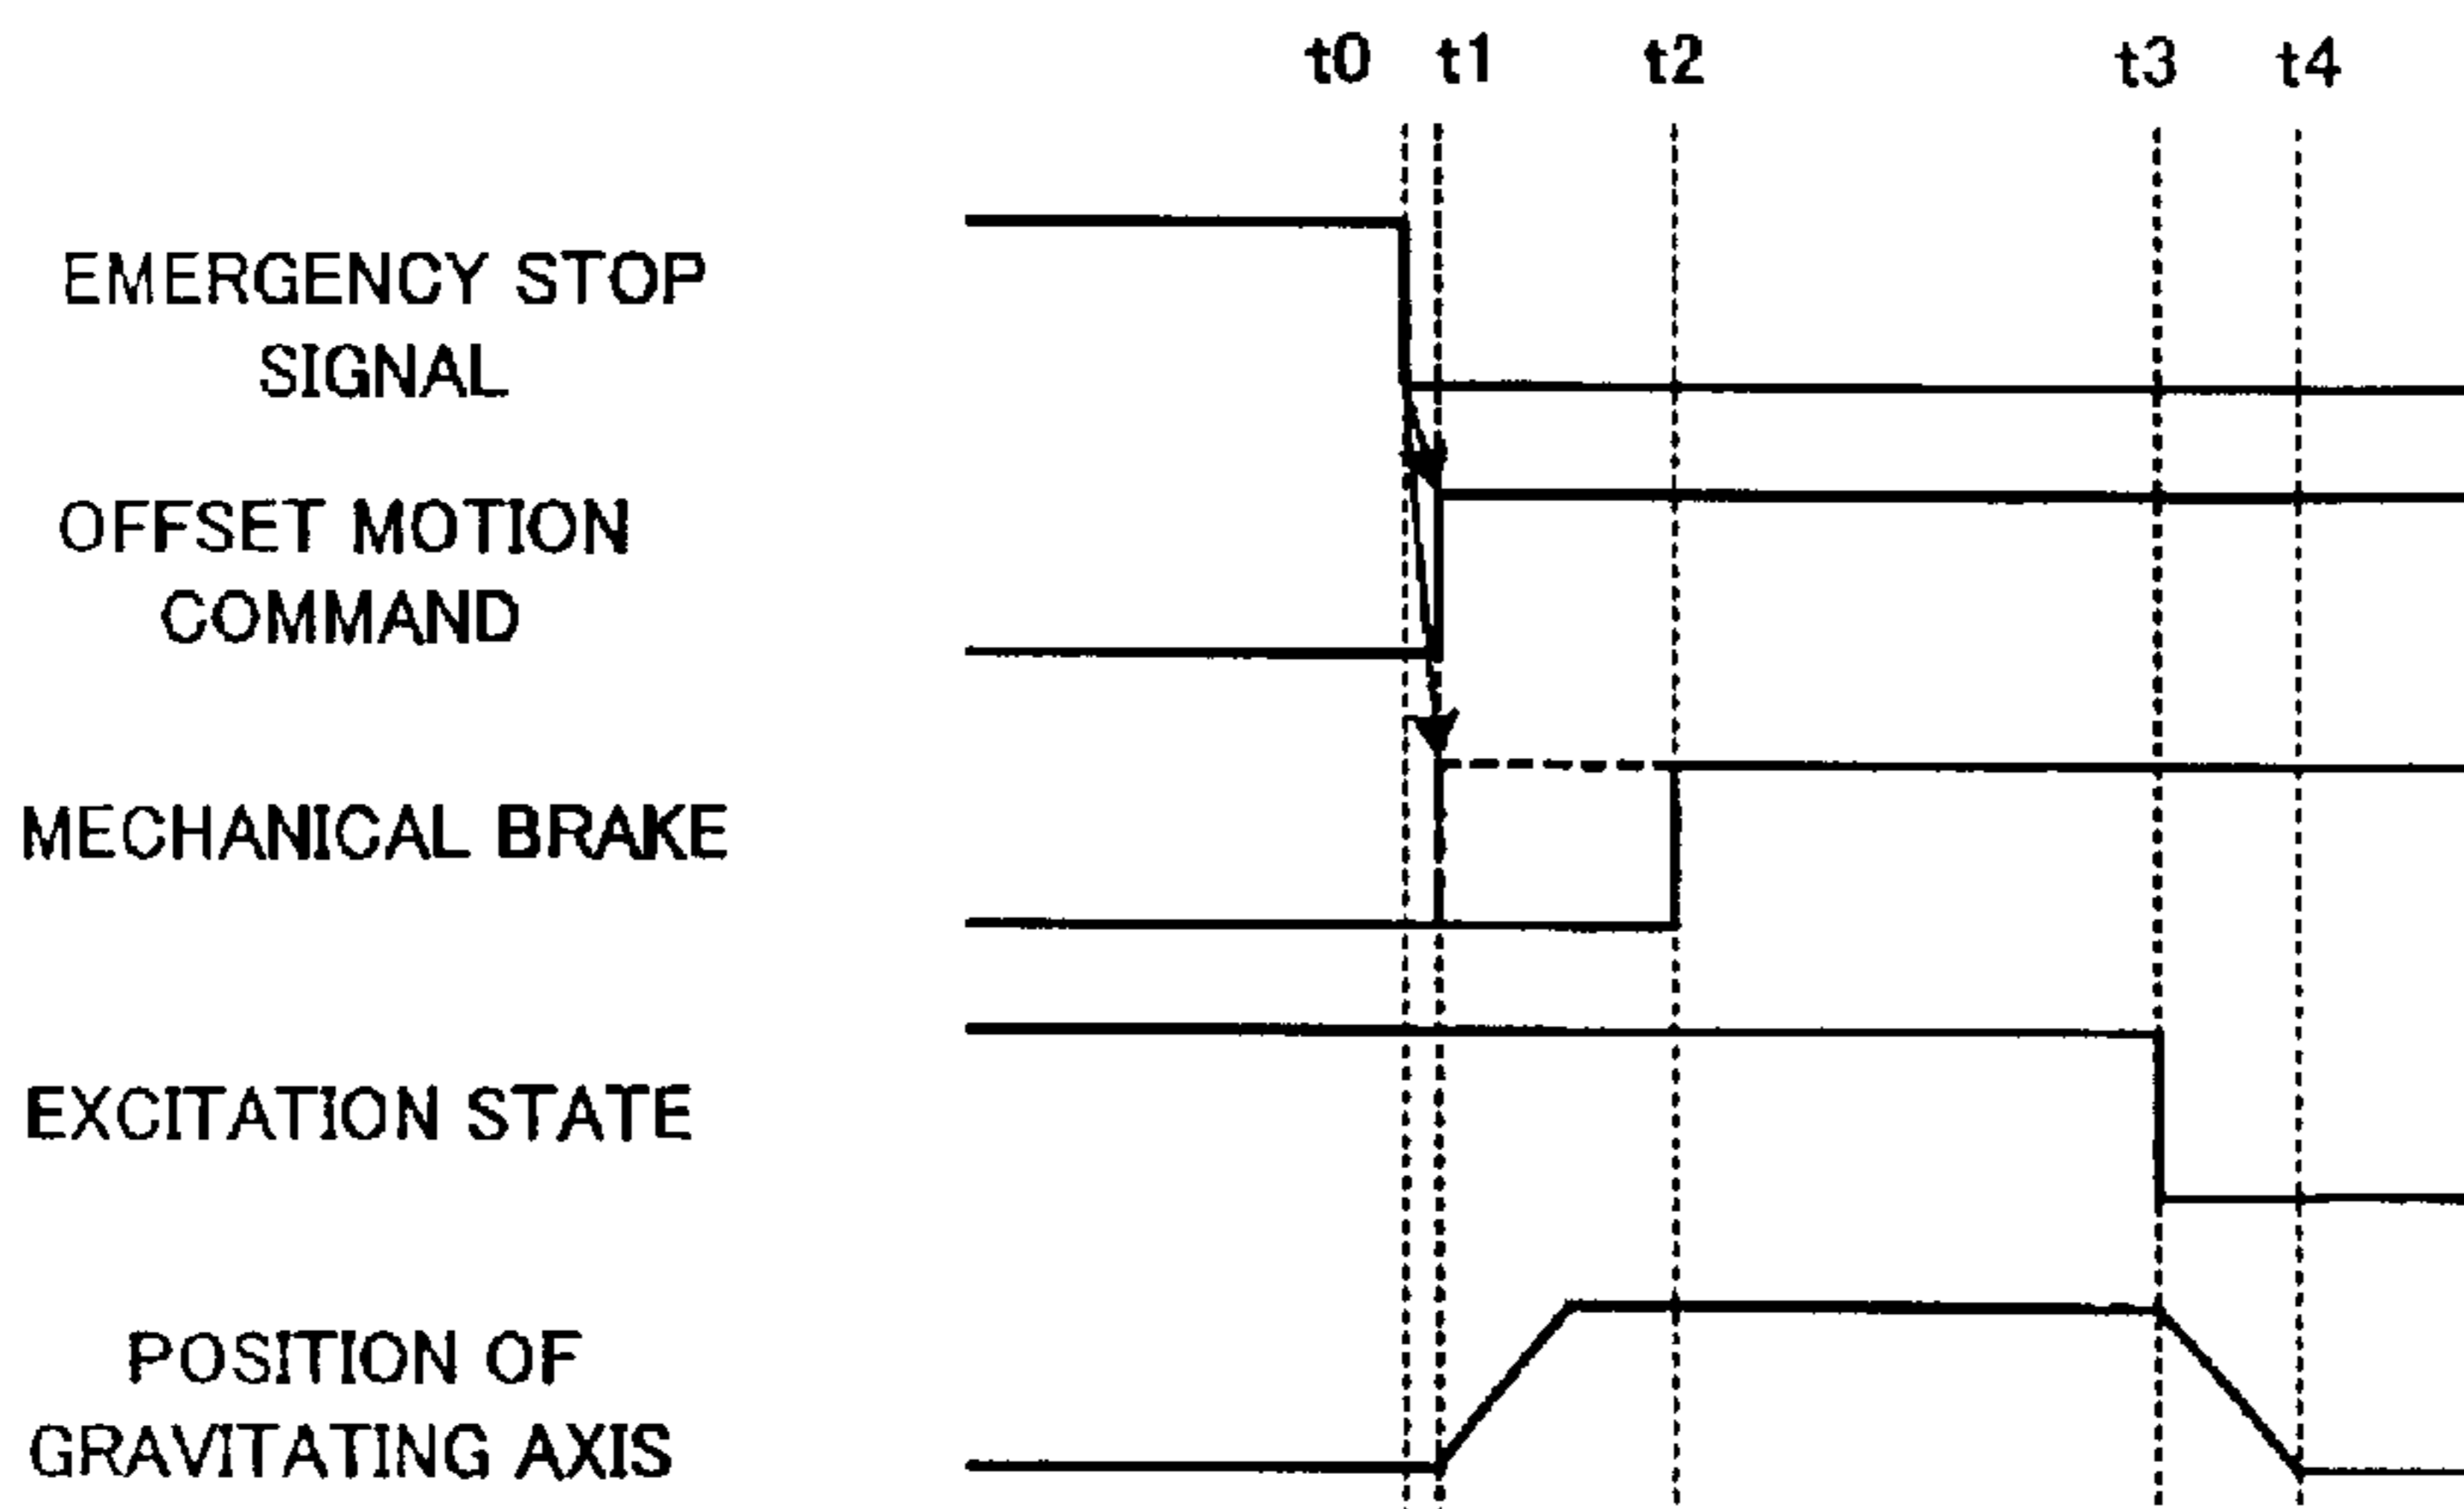 t0 t1 t2 t3 t4
EMERGENCY STOP
SIGNAL
OFFSET MOTION
COMMAND
MECHANICAL BRAKE
EXCITATION STATE
POSITION OF
GRAVITATING AXIS